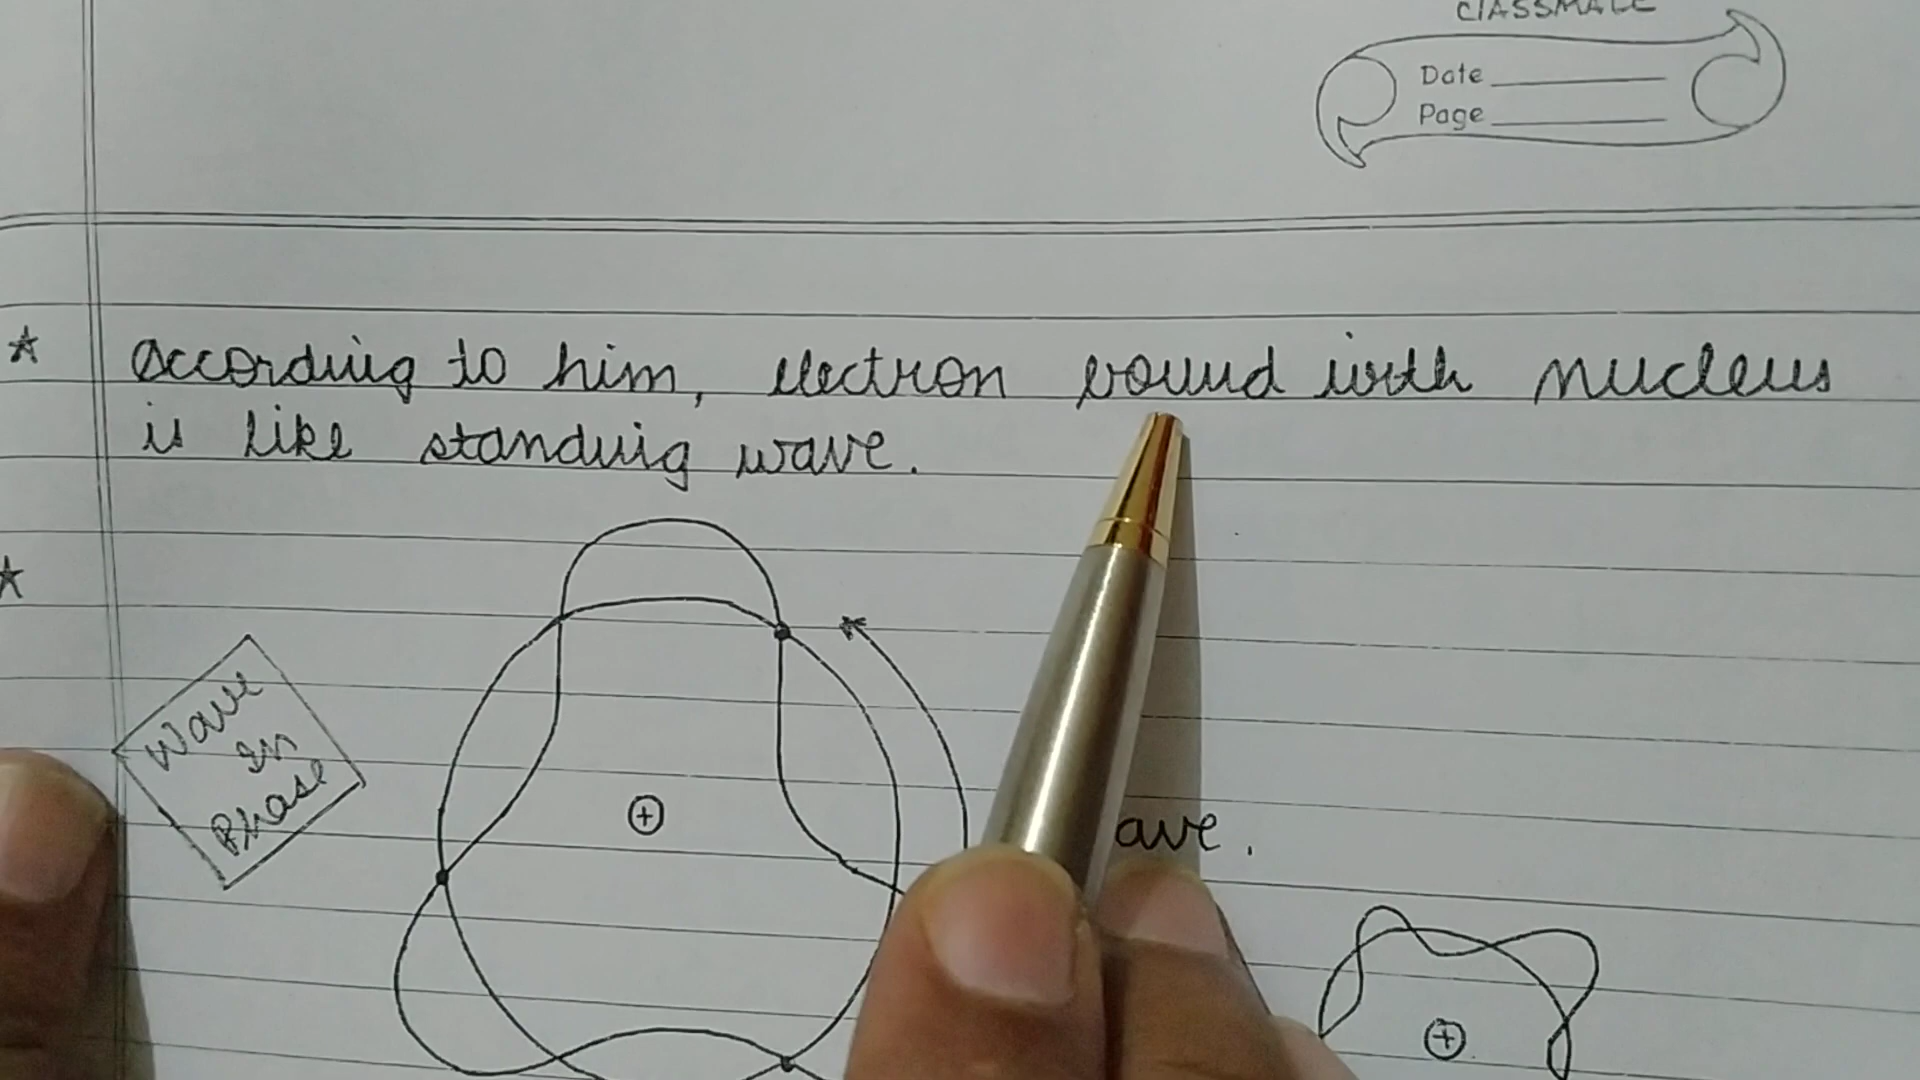 CLASSMATE
Date
Page
★ According to him, electron bound with nucleus
is like standing wave.
★
Wave
In
Phase
+
ave.
+